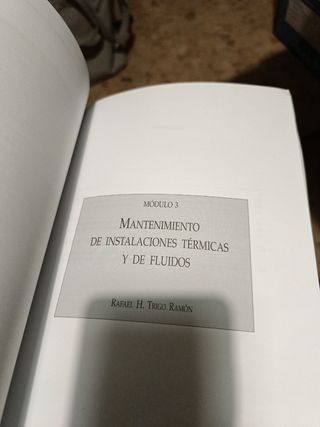 MÓDULO 3
MANTENIMIENTO
DE INSTALACIONES TÉRMICAS
Y DE FLUIDOS
RAFAEL H. TRIGO RAMÓN